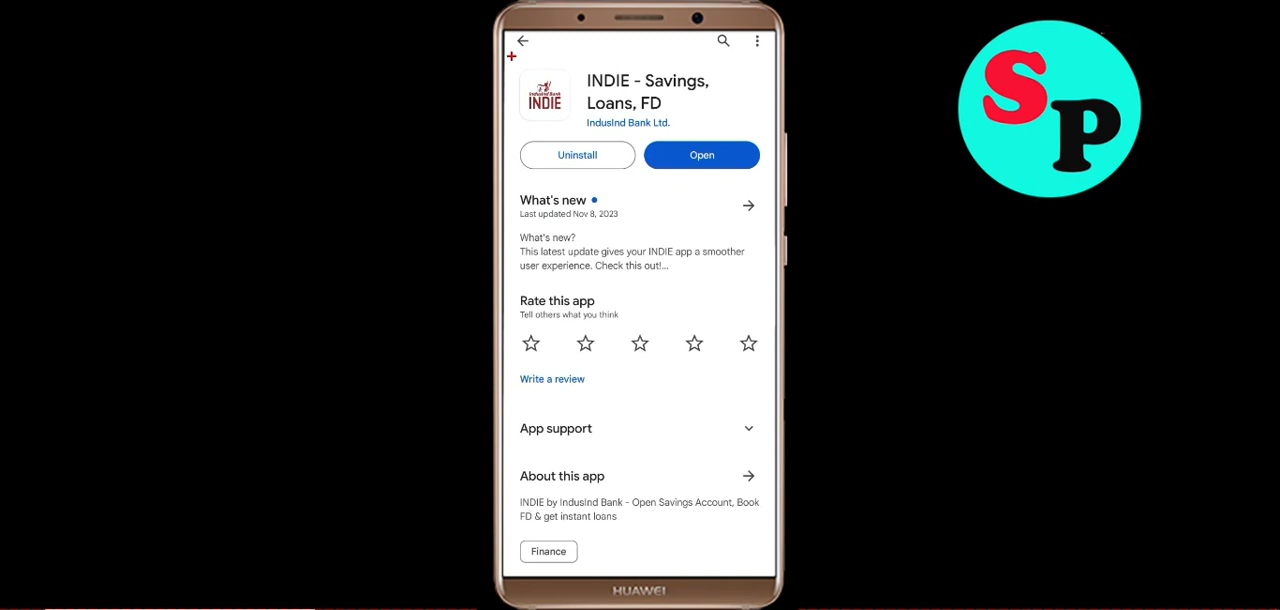 INDIE - Savings,
Loans, FD
IndusInd Bank Ltd.
IndusInd Bank
INDIE
Uninstall
Open
What's new
Last updated Nov 8, 2023
What's new?
This latest update gives your INDIE app a smoother
user experience. Check this out!...
Rate this app
Tell others what you think
Write a review
App support
About this app
INDIE by IndusInd Bank - Open Savings Account, Book
FD & get instant loans
Finance
HUAWEI
SP